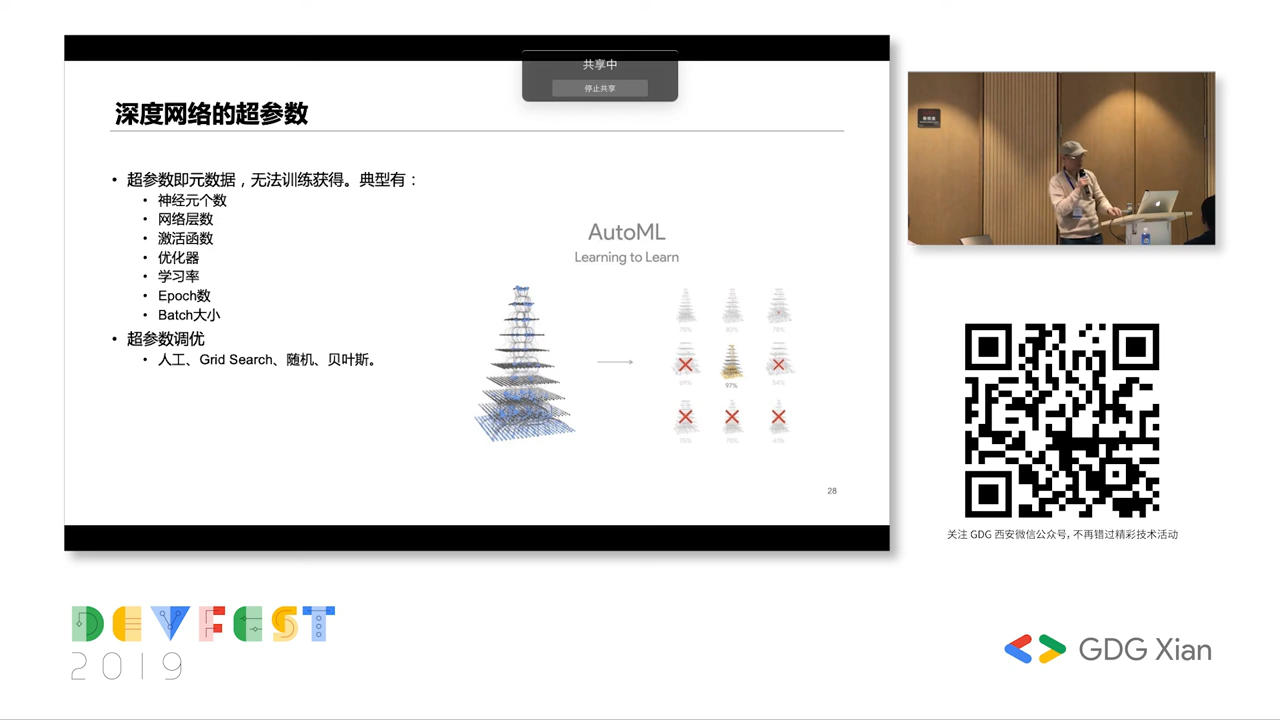 共享中
停止共享
深度网络的超参数
• 超参数即元数据，无法训练获得。典型有：
• 神经元个数
• 网络层数
• 激活函数
• 优化器
• 学习率
• Epoch数
• Batch大小
• 超参数调优
• 人工、Grid Search、随机、贝叶斯。
AutoML
Learning to Learn
97%
28
关注 GDG 西安微信公众号, 不再错过精彩技术活动
DEVFEST
2019
GDG Xian